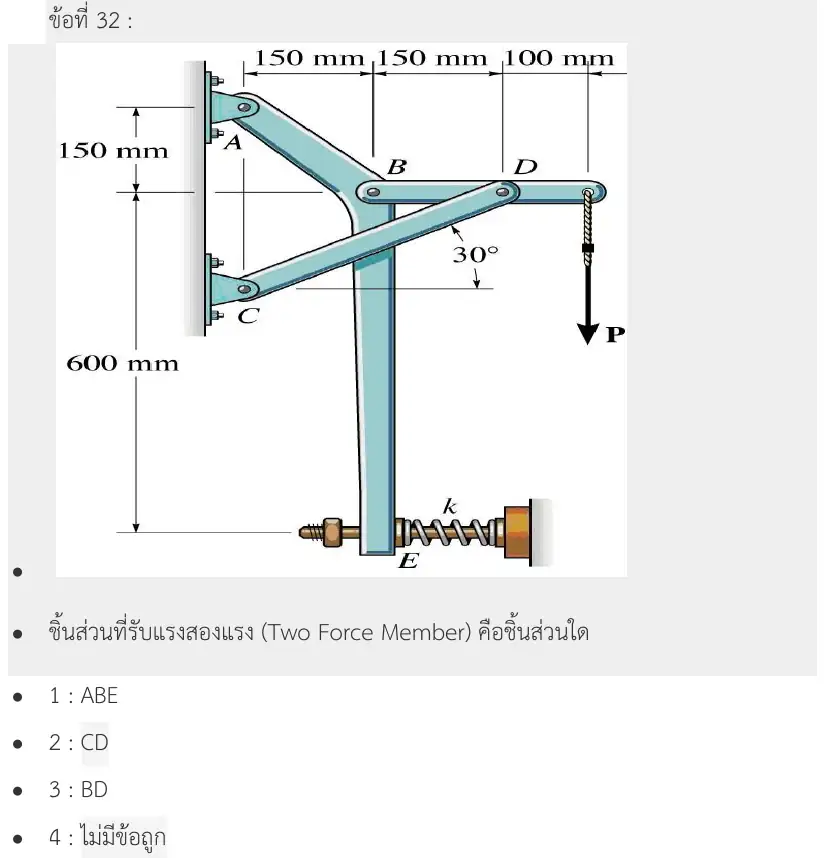 ข้อที่ 32 :
150 mm 150 mm 100 mm
A
150 mm
B
D
30°
C
P
600 mm
k
E
ชิ้นส่วนที่รับแรงสองแรง (Two Force Member) คือชิ้นส่วนใด
1 : ABE
2 : CD
3 : BD
4 : ไม่มีข้อถูก